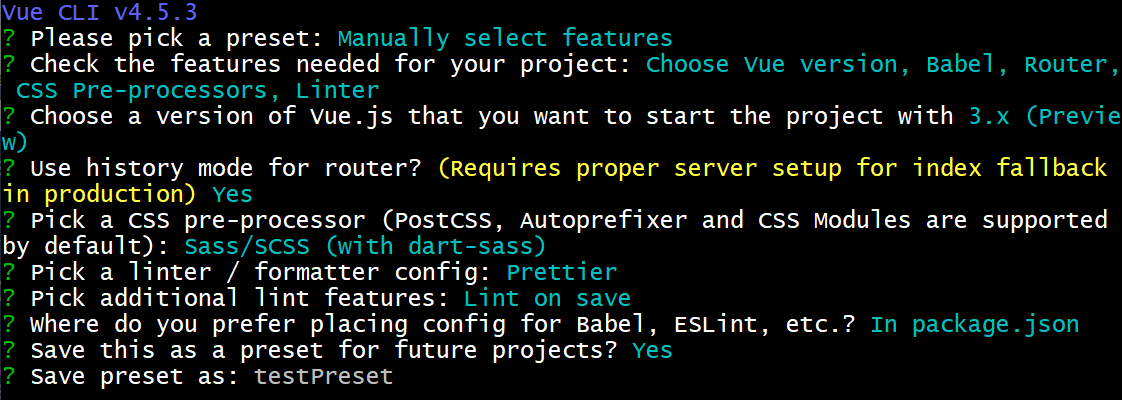 Vue CLI v4.5.3
? Please pick a preset: Manually select features
? Check the features needed for your project: Choose Vue version, Babel, Router,
 CSS Pre-processors, Linter
? Choose a version of Vue.js that you want to start the project with 3.x (Previe
w)
? Use history mode for router? (Requires proper server setup for index fallback
in production) Yes
? Pick a CSS pre-processor (PostCSS, Autoprefixer and CSS Modules are supported
by default): Sass/SCSS (with dart-sass)
? Pick a linter / formatter config: Prettier
? Pick additional lint features: Lint on save
? Where do you prefer placing config for Babel, ESLint, etc.? In package.json
? Save this as a preset for future projects? Yes
? Save preset as: testPreset